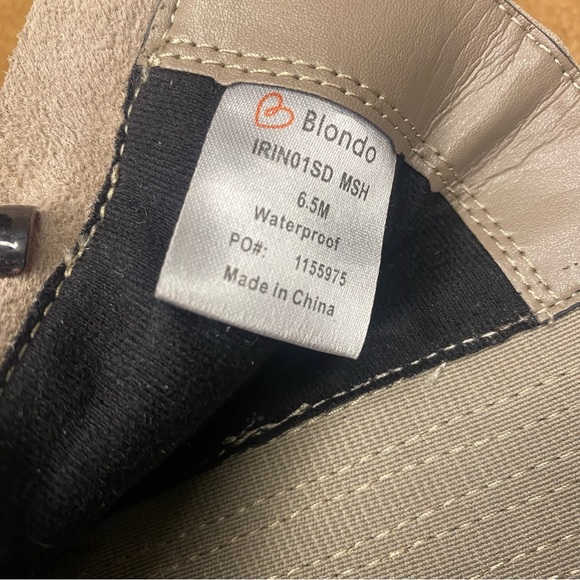 Blondo
IRIN01SD MSH
6.5M
Waterproof
PO#: 1155975
Made in China